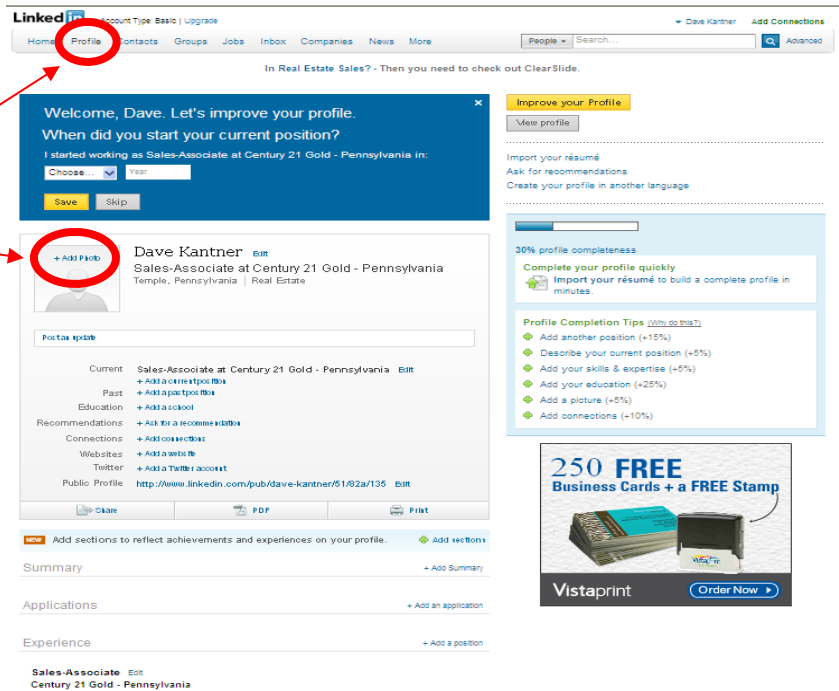 Linked in Account Type: Basic | Upgrade
Dave Kantner Add Connections
Home Profile Contacts Groups Jobs Inbox Companies News More
People Search... Advanced
In Real Estate Sales? - Then you need to check out ClearSlide.
Welcome, Dave. Let's improve your profile.
When did you start your current position?
I started working as Sales-Associate at Century 21 Gold - Pennsylvania in:
Choose... Year
Save Skip
Improve your Profile
View profile
Import your résumé
Ask for recommendations
Create your profile in another language
+ Add Photo
Dave Kantner Edit
Sales-Associate at Century 21 Gold - Pennsylvania
Temple, Pennsylvania | Real Estate
Post an update
Current Sales-Associate at Century 21 Gold - Pennsylvania Edit
+ Add a current position
Past + Add a past position
Education + Add a school
Recommendations + Ask for a recommendation
Connections + Add connections
Websites + Add a website
Twitter + Add a Twitter account
Public Profile http://www.linkedin.com/pub/dave-kantner/51/82a/135 Edit
Share PDF Print
30% profile completeness
Complete your profile quickly
Import your résumé to build a complete profile in
minutes.
Profile Completion Tips (Why do this?)
Add another position (+15%)
Describe your current position (+5%)
Add your skills & expertise (+5%)
Add your education (+25%)
Add a picture (+5%)
Add connections (+10%)
NEW Add sections to reflect achievements and experiences on your profile. Add sections
Summary + Add Summary
Applications + Add an application
Experience + Add a position
Sales-Associate Edit
Century 21 Gold - Pennsylvania
250 FREE
Business Cards + a FREE Stamp
Vistaprint
Vistaprint Order Now